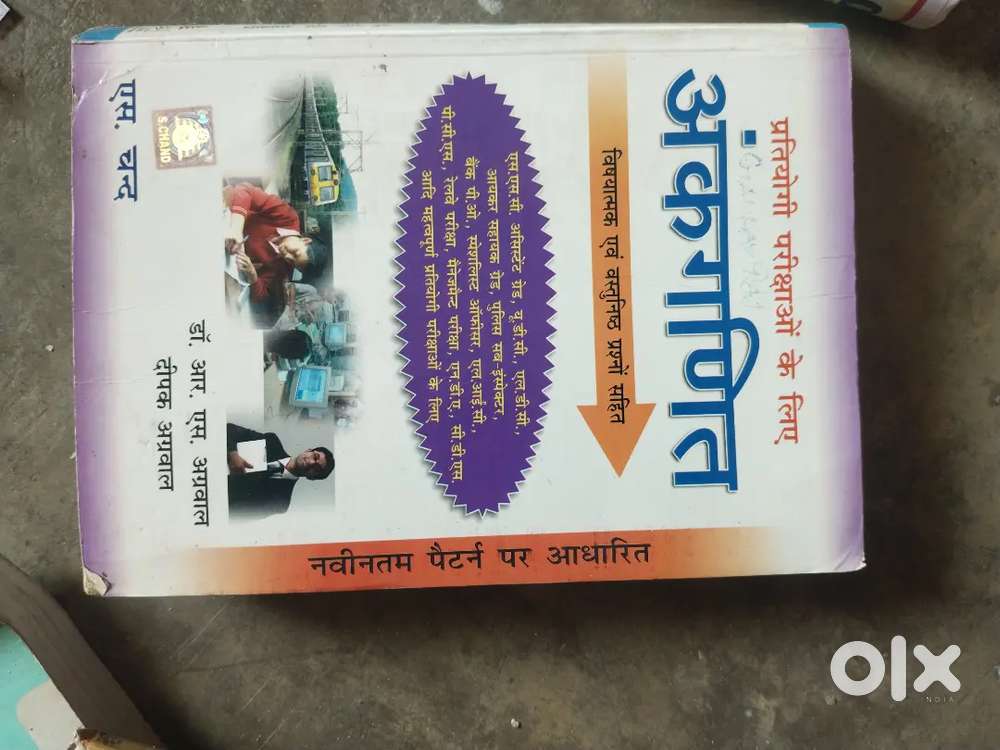 प्रतियोगी परीक्षाओं के लिए
अंकगणित
विषयात्मक एवं वस्तुनिष्ठ प्रश्नों सहित
एस.एस.सी. असिस्टेंट ग्रेड, यू.डी.सी., एल.डी.सी.,
आयकर सहायक ग्रेड, पुलिस सब-इंस्पेक्टर,
बैंक पी.ओ., स्पेशलिस्ट ऑफीसर, एल.आई.सी.,
पी.सी.एस., रेलवे परीक्षा, मैनेजमैन्ट परीक्षा, एन.डी.ए., सी.डी.एस.
आदि महत्वपूर्ण प्रतियोगी परीक्षाओं के लिए
नवीनतम पैटर्न पर आधारित
डॉ. आर. एस. अग्रवाल
दीपक अग्रवाल
S.CHAND
एस. चन्द
olx
INDIA